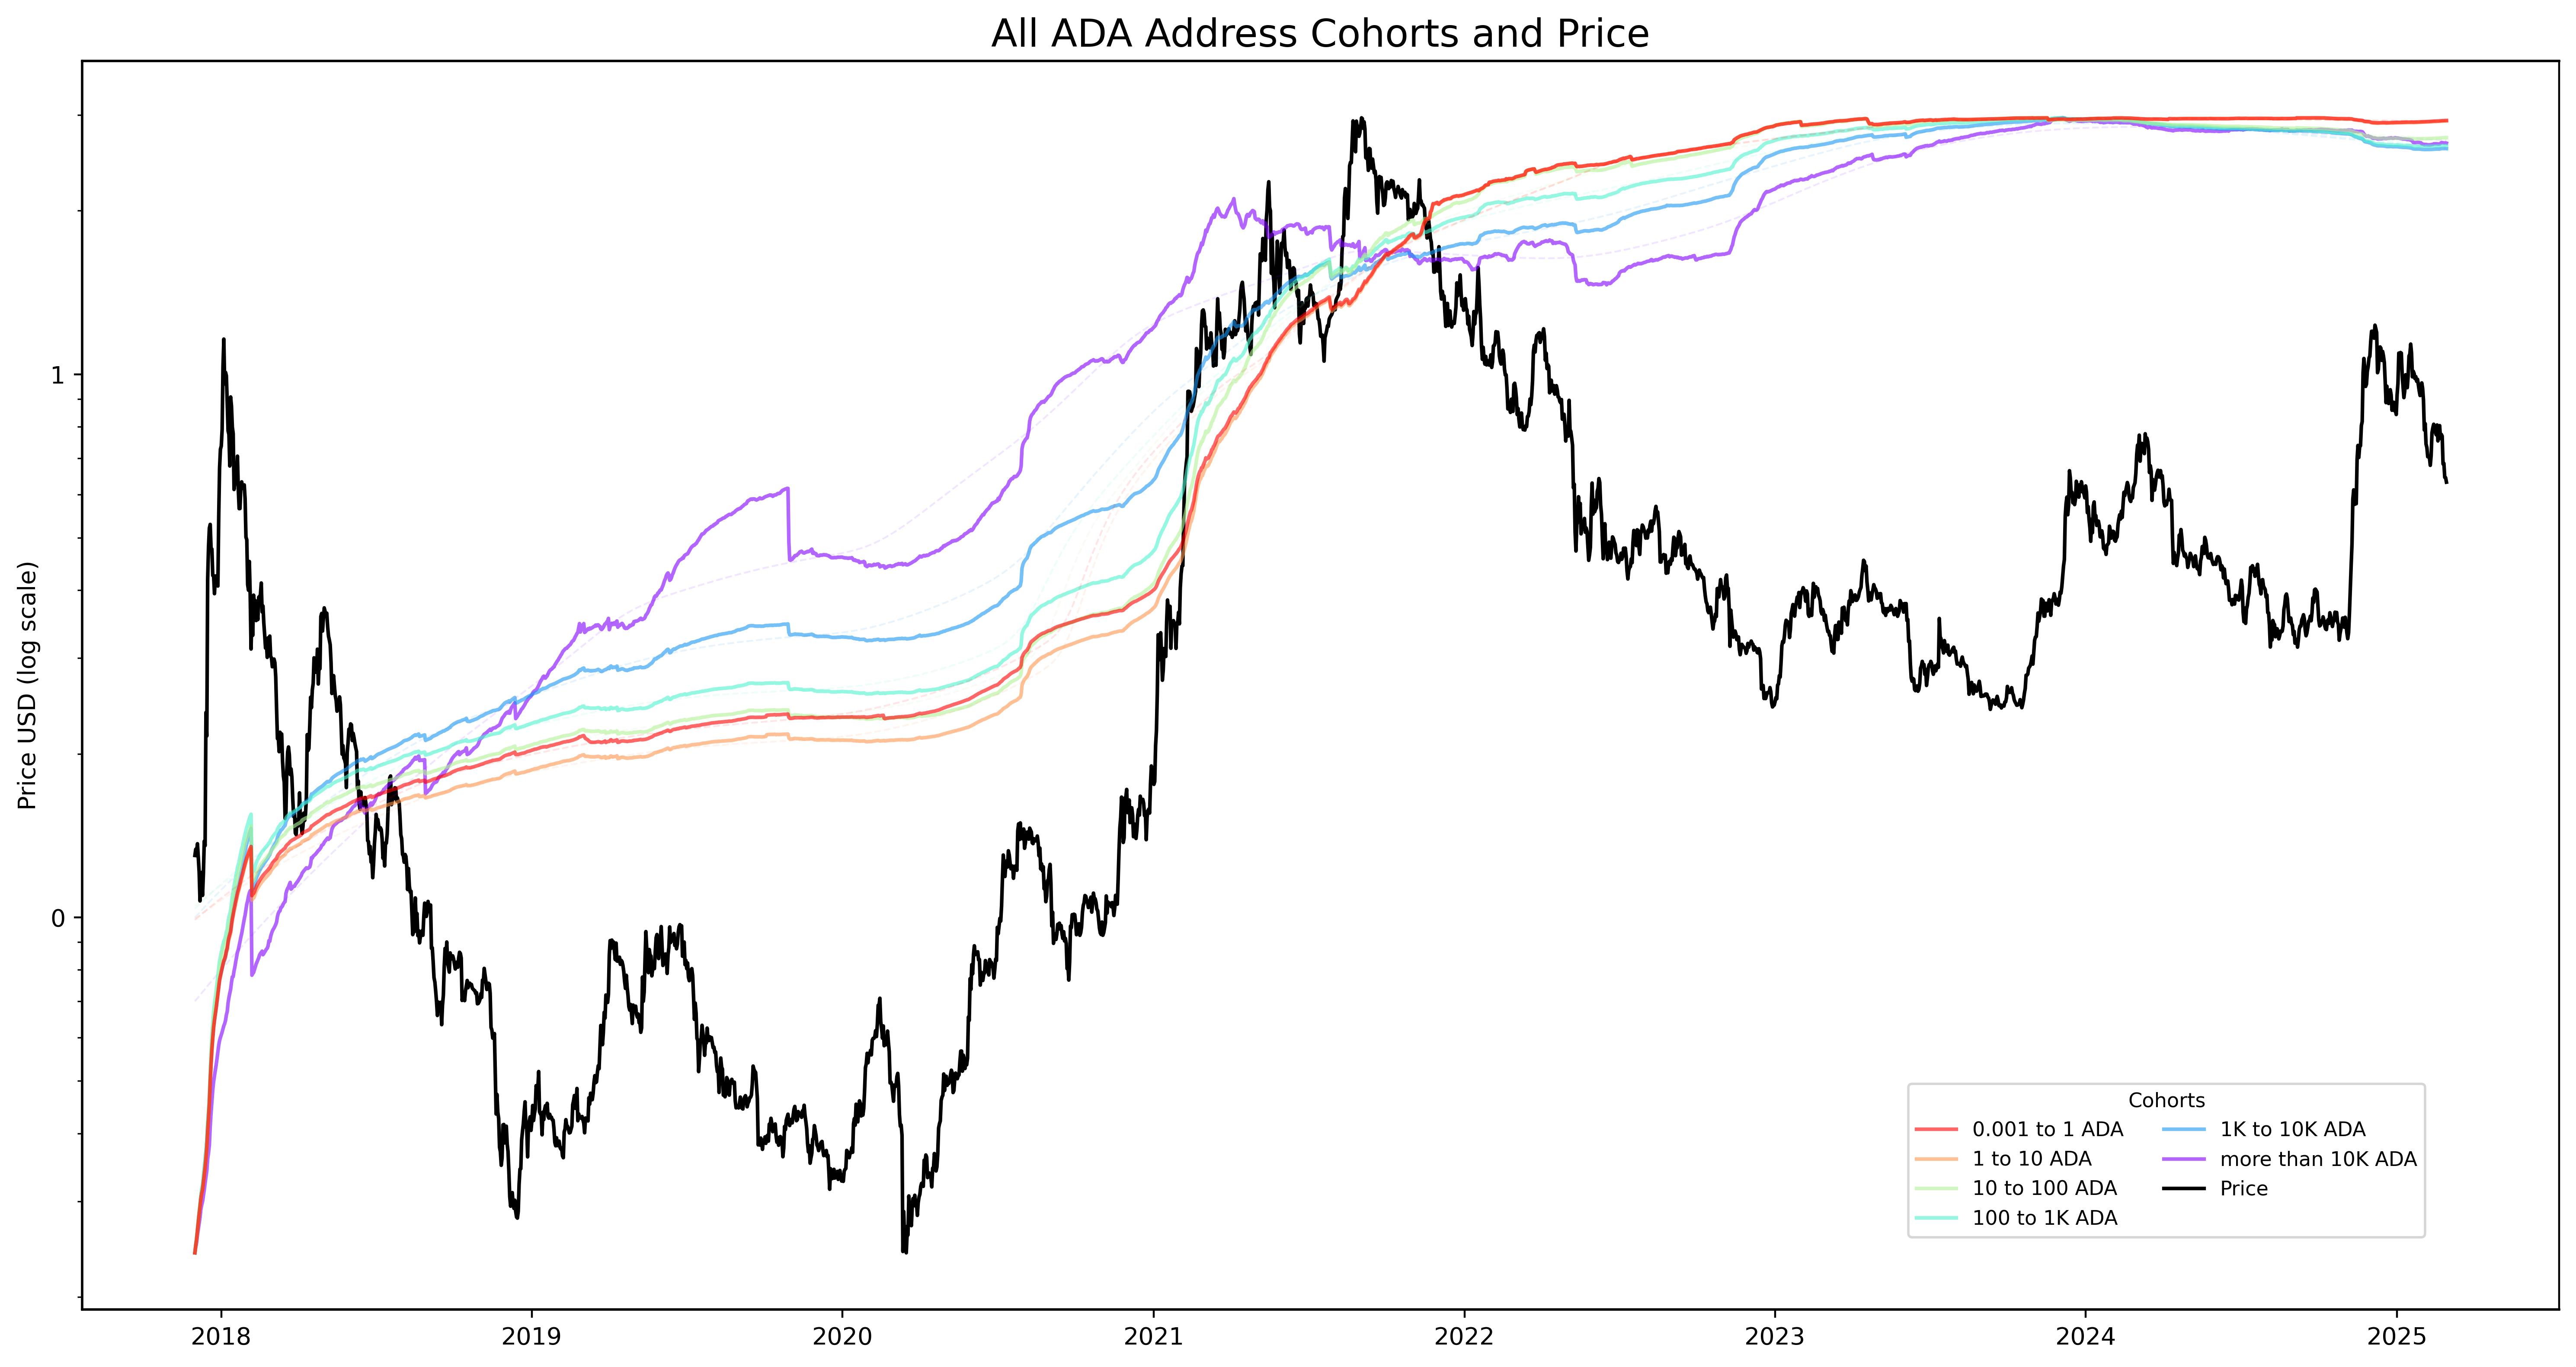 All ADA Address Cohorts and Price
Price USD (log scale)
1
0
2018 2019 2020 2021 2022 2023 2024 2025
Cohorts
0.001 to 1 ADA
1 to 10 ADA
10 to 100 ADA
100 to 1K ADA
1K to 10K ADA
more than 10K ADA
Price